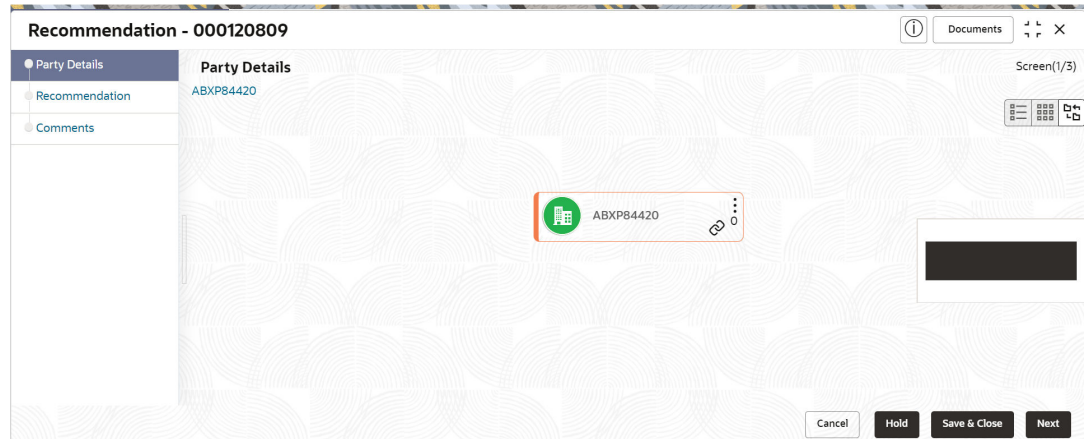 Recommendation - 000120809
Documents
Party Details
Recommendation
Comments
Party Details
Screen(1/3)
ABXP84420
ABXP84420
0
Cancel
Hold
Save & Close
Next